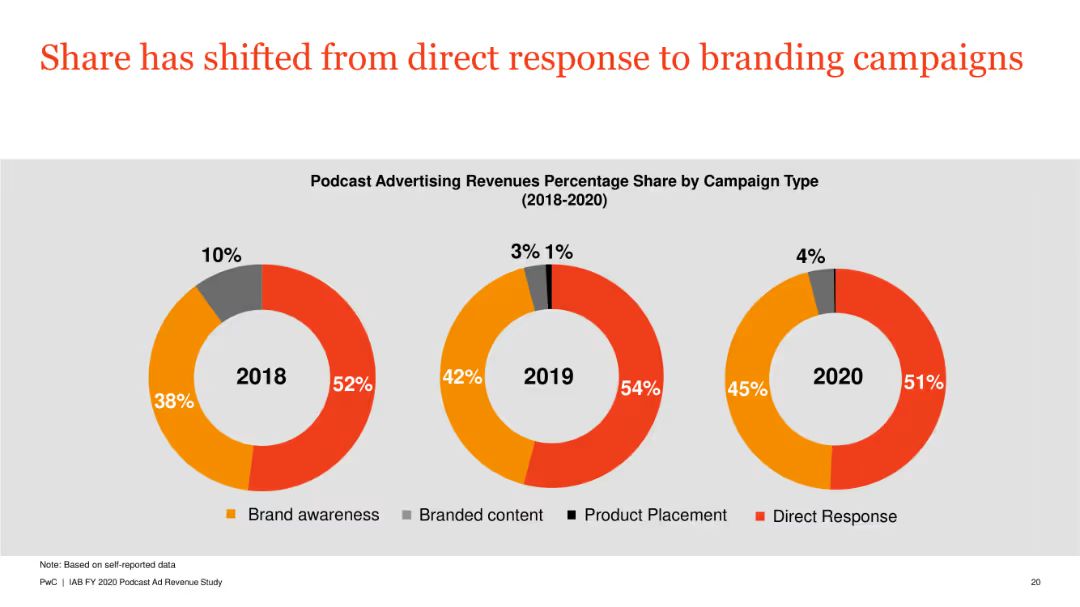 Share has shifted from direct response to branding campaigns
Podcast Advertising Revenues Percentage Share by Campaign Type
(2018-2020)
10%
38%
2018
52%
3% 1%
42%
2019
54%
4%
45%
2020
51%
Brand awareness
Branded content
Product Placement
Direct Response
Note: Based on self-reported data
PwC | IAB FY 2020 Podcast Ad Revenue Study
20